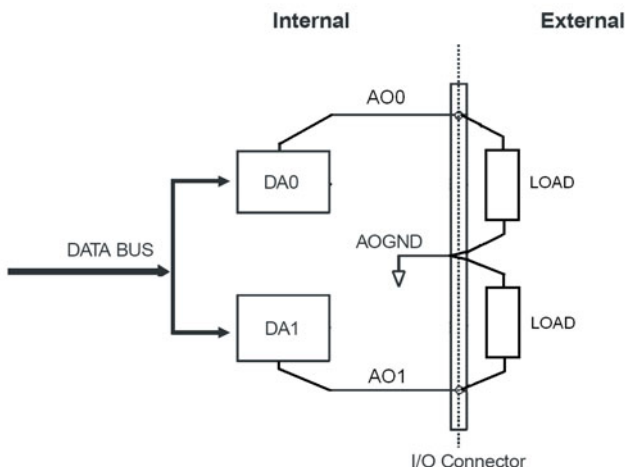 Internal
External
AO0
DA0
LOAD
AOGND
DATA BUS
DA1
LOAD
AO1
I/O Connector